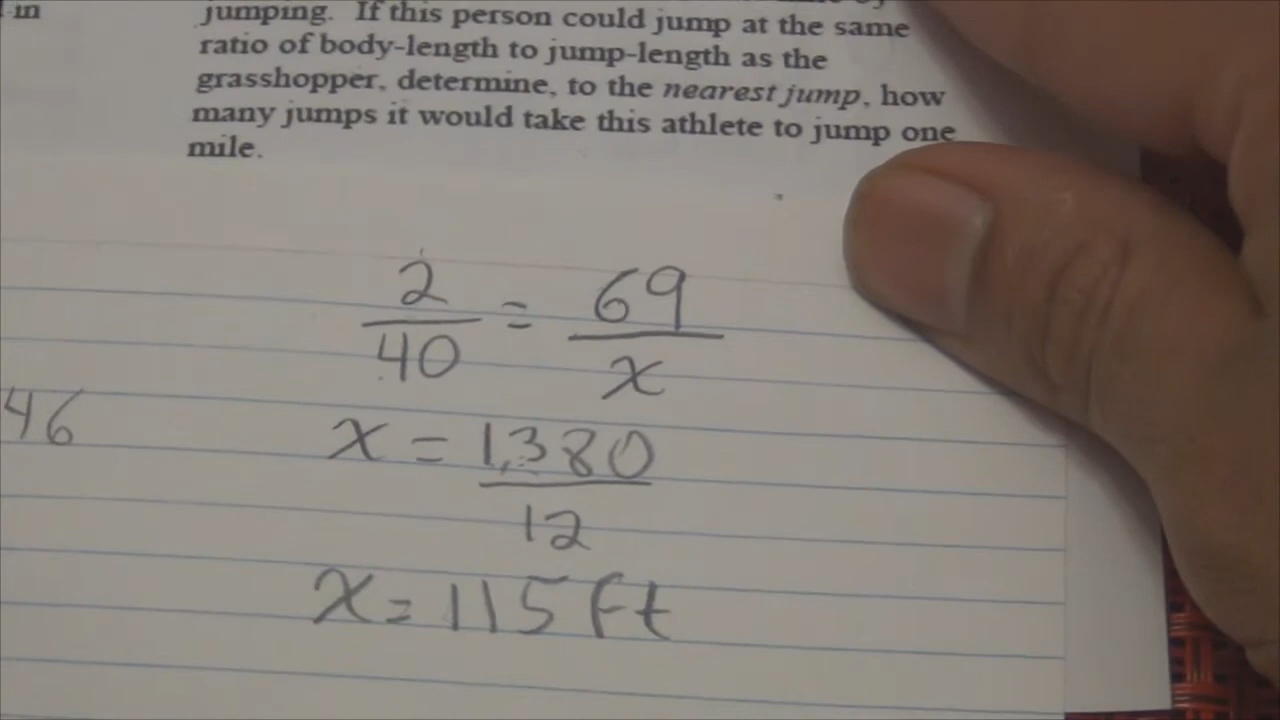 in
jumping. If this person could jump at the same
ratio of body-length to jump-length as the
grasshopper, determine, to the nearest jump, how
many jumps it would take this athlete to jump one
mile.
2/40 = 69/x
46
x = 1,380/12
x = 115 ft